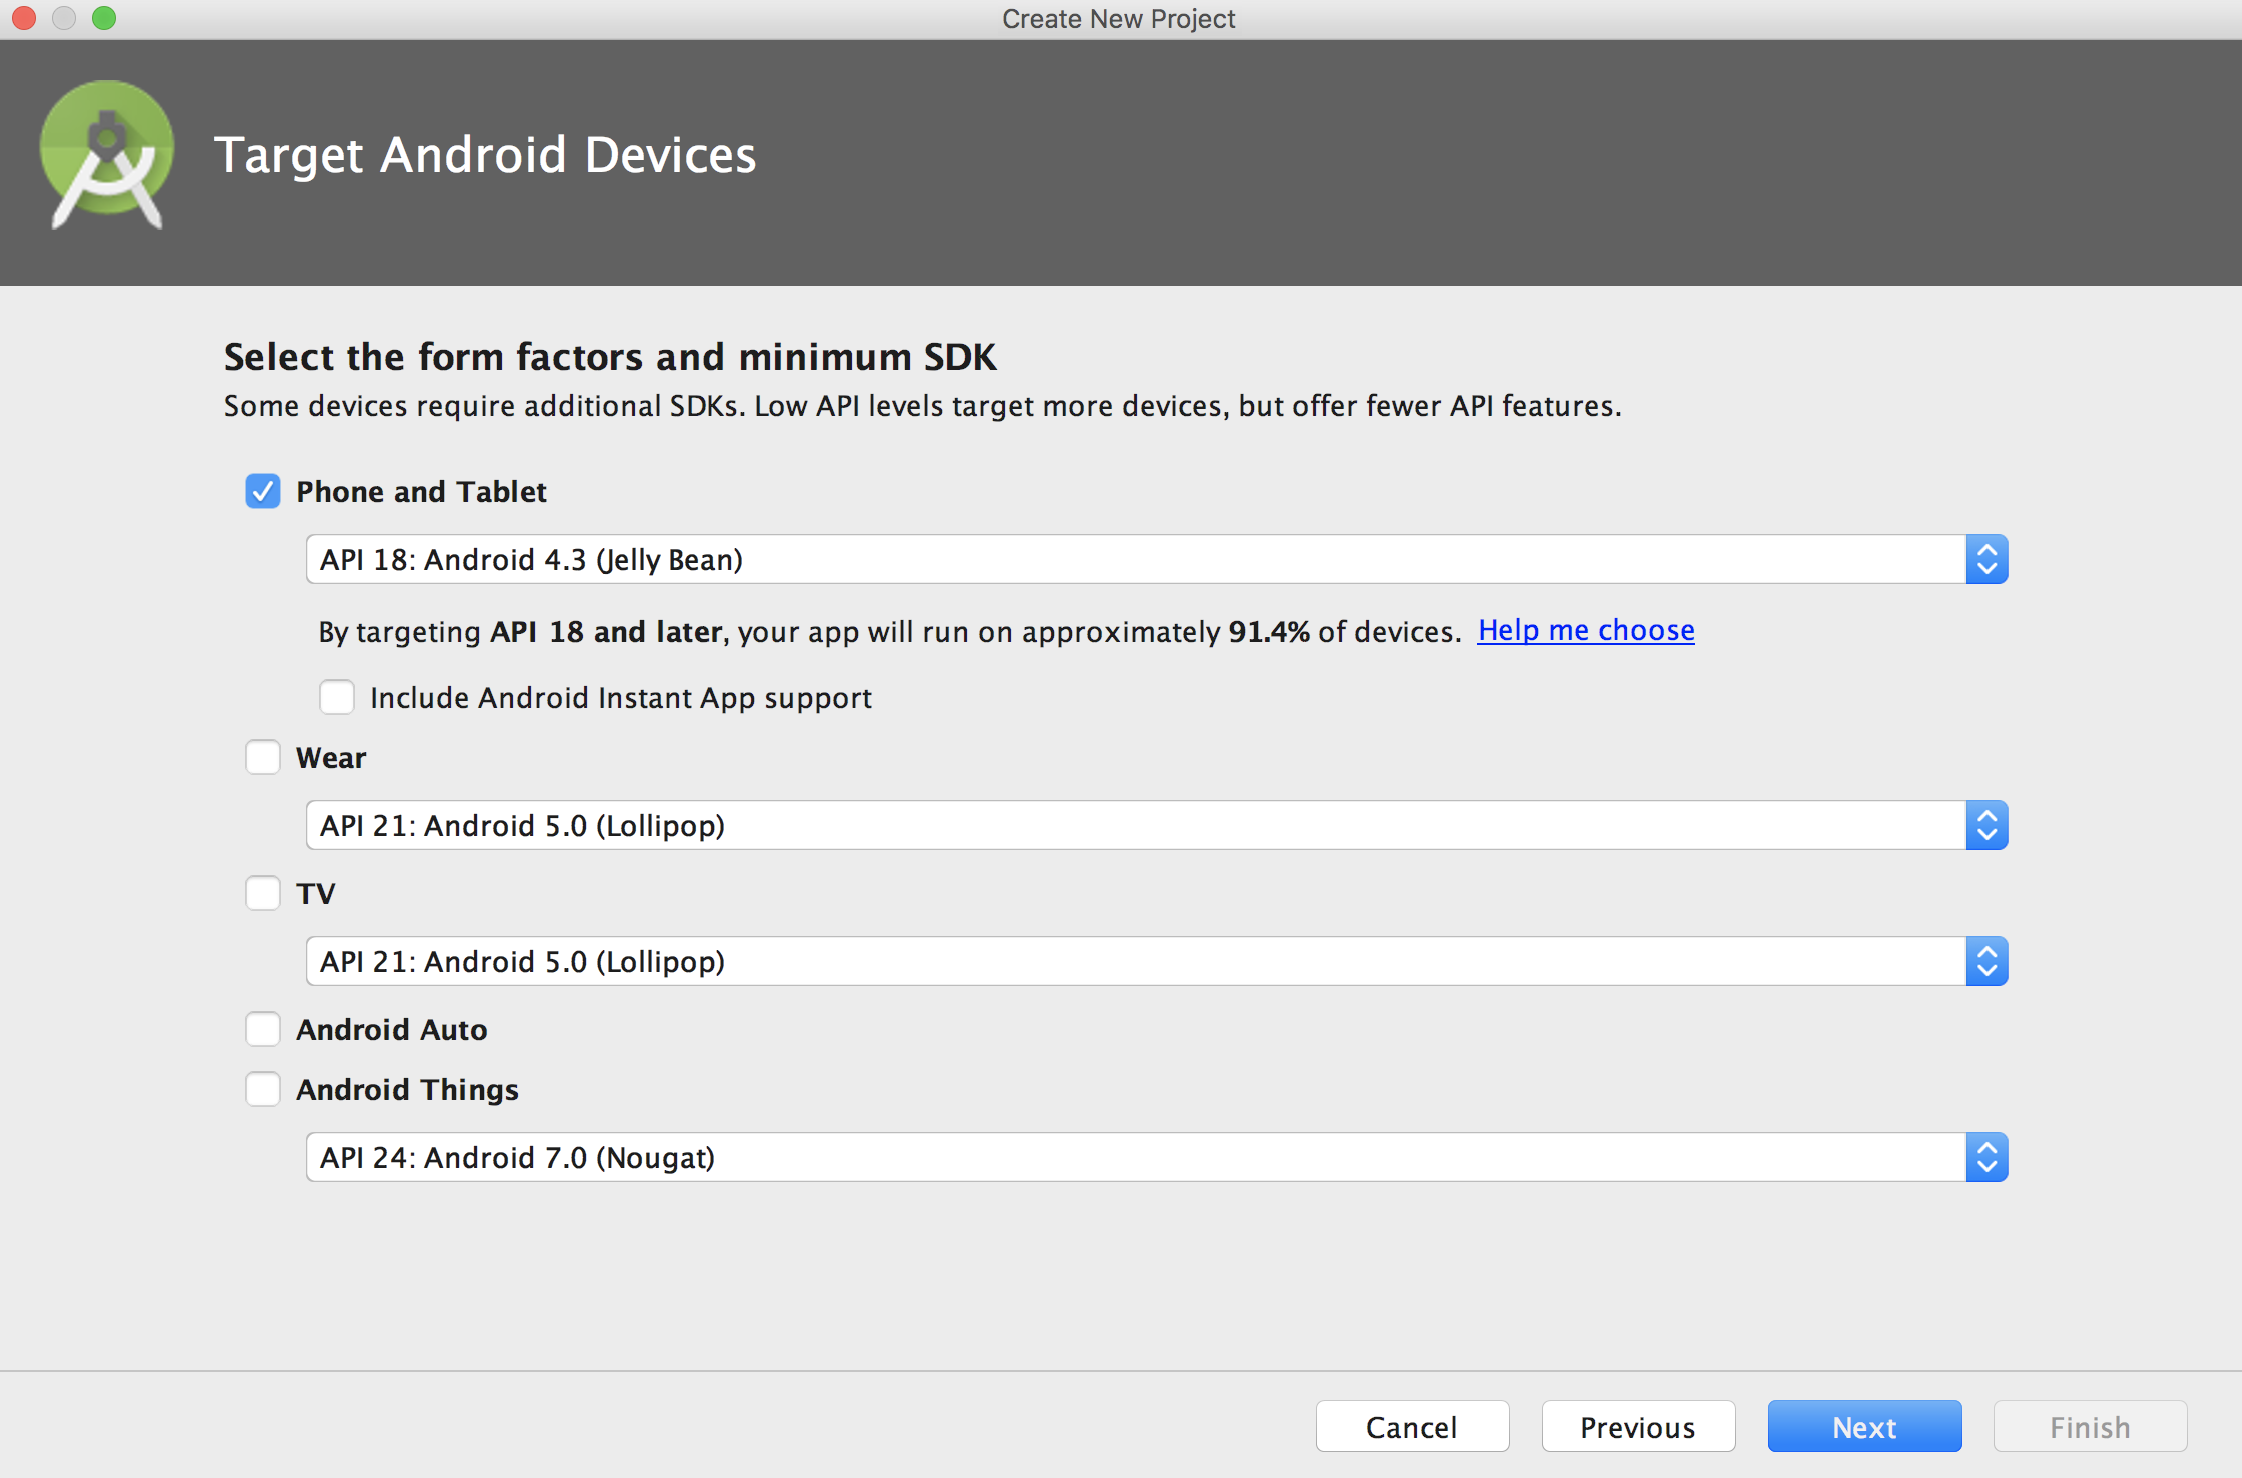 Create New Project
Target Android Devices
Select the form factors and minimum SDK
Some devices require additional SDKs. Low API levels target more devices, but offer fewer API features.
Phone and Tablet
API 18: Android 4.3 (Jelly Bean)
By targeting API 18 and later, your app will run on approximately 91.4% of devices. Help me choose
Include Android Instant App support
Wear
API 21: Android 5.0 (Lollipop)
TV
API 21: Android 5.0 (Lollipop)
Android Auto
Android Things
API 24: Android 7.0 (Nougat)
Cancel Previous Next Finish